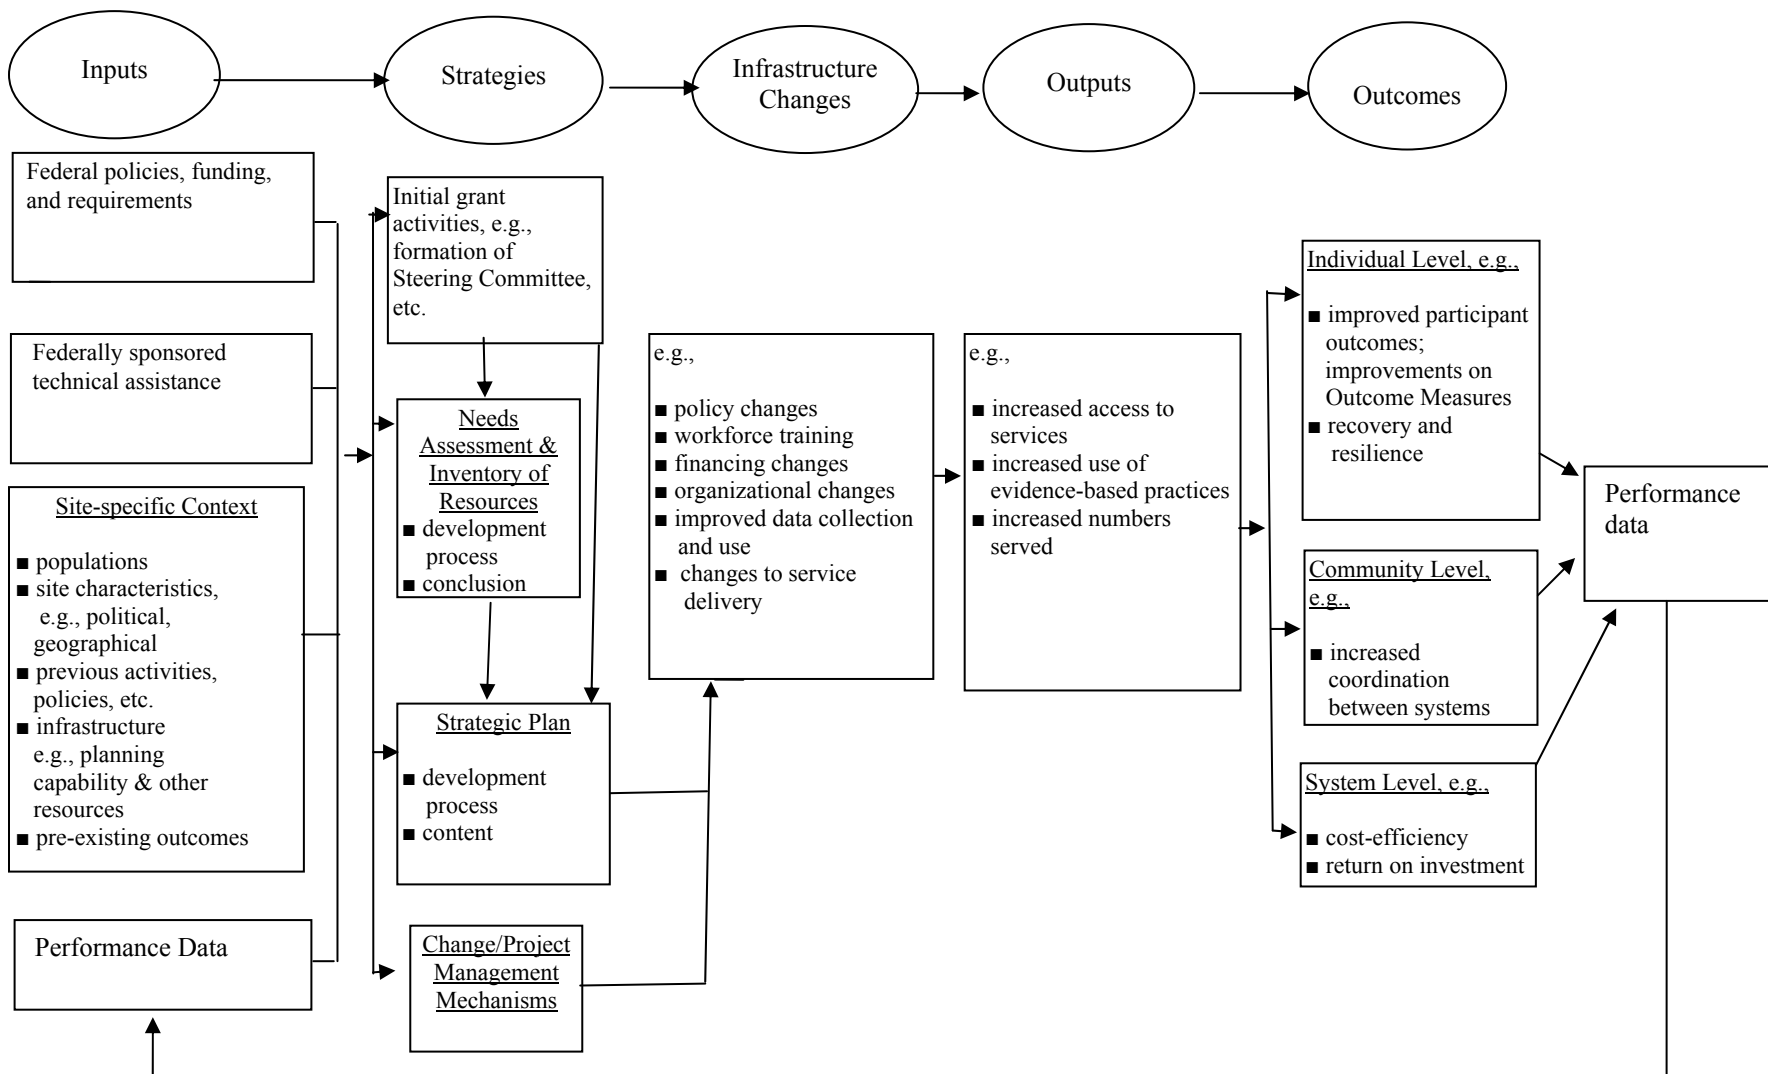 Inputs
Strategies
Infrastructure
Changes
Outputs
Outcomes
Federal policies, funding,
and requirements
Federally sponsored
technical assistance
Site-specific Context
■ populations
■ site characteristics,
e.g., political,
geographical
■ previous activities,
policies, etc.
■ infrastructure
e.g., planning
capability & other
resources
■ pre-existing outcomes
Performance Data
Initial grant
activities, e.g.,
formation of
Steering Committee,
etc.
Needs
Assessment &
Inventory of
Resources
■ development
process
■ conclusion
Strategic Plan
■ development
process
■ content
Change/Project
Management
Mechanisms
e.g.,
■ policy changes
■ workforce training
■ financing changes
■ organizational changes
■ improved data collection
and use
■ changes to service
delivery
e.g.,
■ increased access to
services
■ increased use of
evidence-based practices
■ increased numbers
served
Individual Level, e.g.,
■ improved participant
outcomes;
improvements on
Outcome Measures
■ recovery and
resilience
Community Level,
e.g.,
■ increased
coordination
between systems
System Level, e.g.,
■ cost-efficiency
■ return on investment
Performance
data